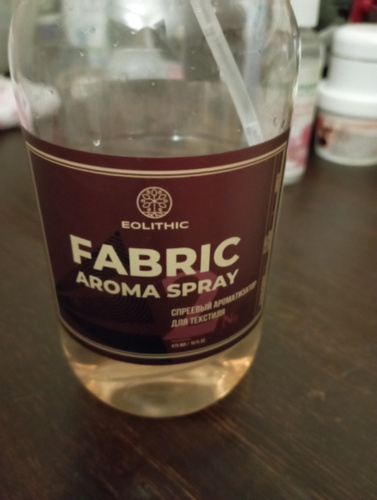 EOLITHIC
FABRIC
AROMA SPRAY
СПРЕЕВЫЙ АРОМАТИЗАТОР
ДЛЯ ТЕКСТИЛЯ